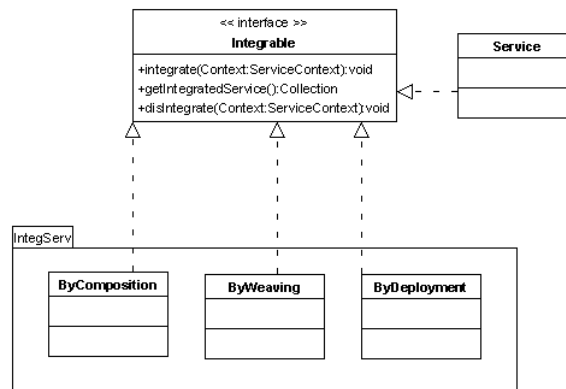 << interface >>
Integrable
+integrate(Context:ServiceContext):void
+getIntegratedService():Collection
+disIntegrate(Context:ServiceContext):void
Service
IntegServ
ByComposition
ByWeaving
ByDeployment